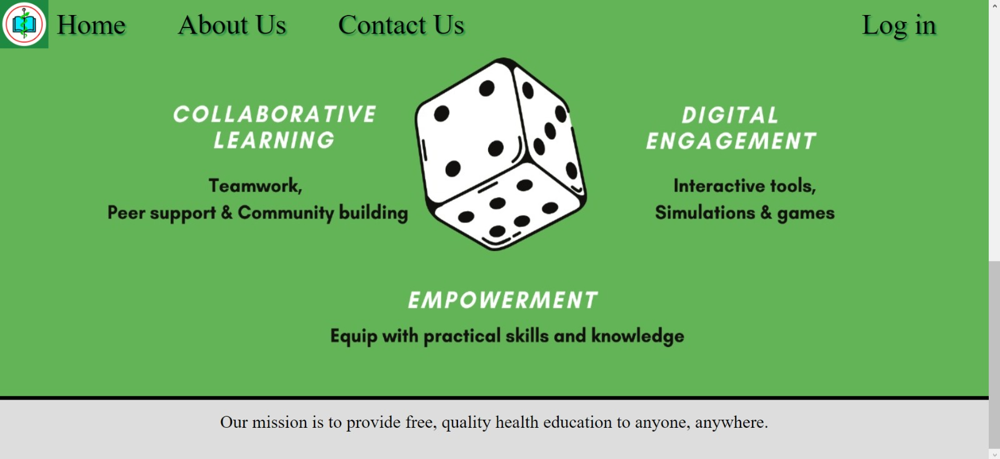 Home About Us Contact Us Log in
COLLABORATIVE
LEARNING
Teamwork,
Peer support & Community building
DIGITAL
ENGAGEMENT
Interactive tools,
Simulations & games
EMPOWERMENT
Equip with practical skills and knowledge
Our mission is to provide free, quality health education to anyone, anywhere.